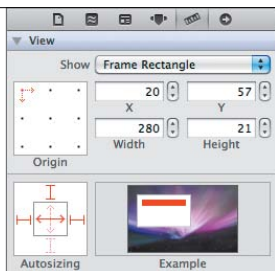 View
Show Frame Rectangle
20 57
X Y
280 21
Width Height
Origin
Autosizing Example